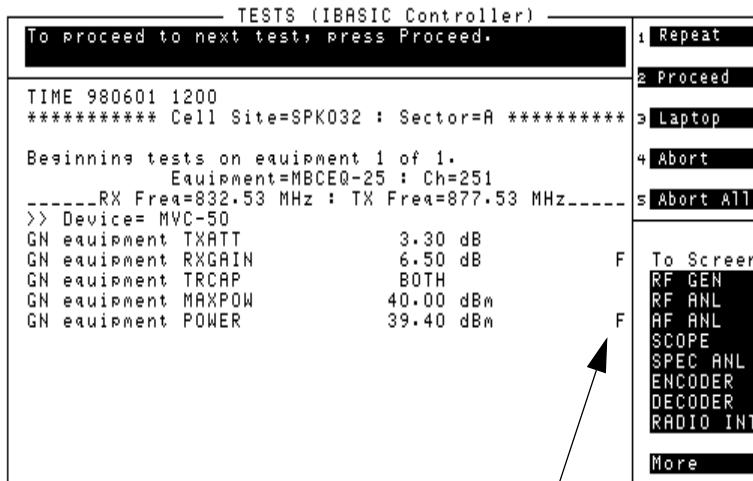 TESTS (IBASIC Controller)
To proceed to next test, press Proceed.
TIME 980601 1200
*********** Cell Site=SPK032 : Sector=A **********
Beginning tests on equipment 1 of 1.
Equipment=MBCEQ-25 : Ch=251
______RX Freq=832.53 MHz : TX Freq=877.53 MHz_____
>> Device= MVC-50
GN equipment TXATT 3.30 dB
GN equipment RXGAIN 6.50 dB F
GN equipment TRCAP BOTH
GN equipment MAXPOW 40.00 dBm
GN equipment POWER 39.40 dBm F
1 Repeat
2 Proceed
3 Laptop
4 Abort
5 Abort All
To Screen
RF GEN
RF ANL
AF ANL
SCOPE
SPEC ANL
ENCODER
DECODER
RADIO INT
More